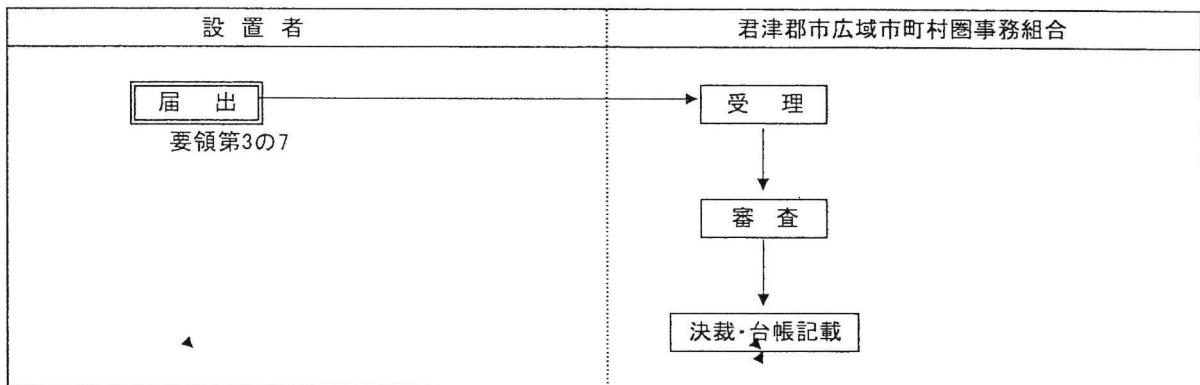 設置者
君津郡市広域市町村圏事務組合
届出
受理
要領第3の7
審査
決裁・台帳記載